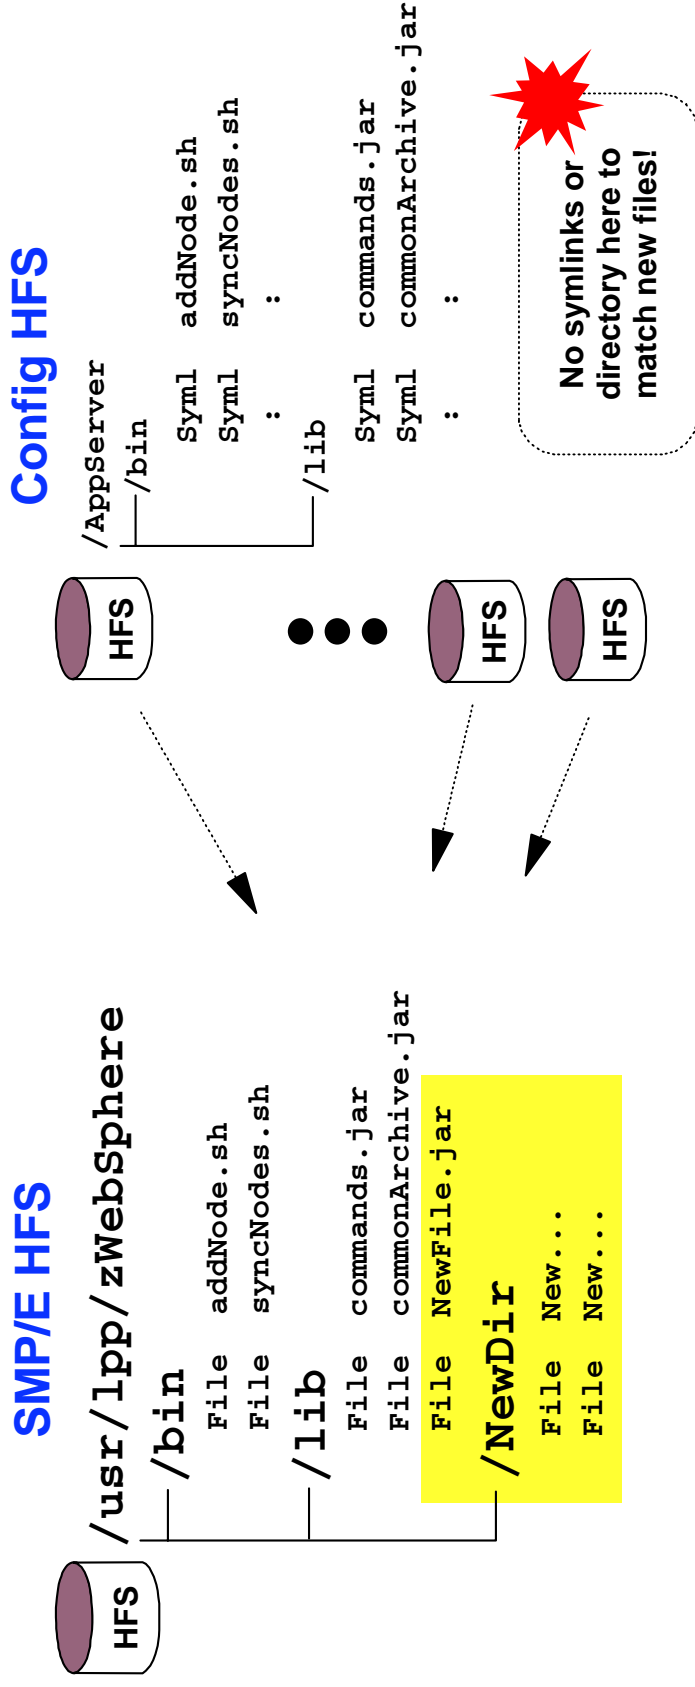 SMP/E HFS
HFS
/usr/lpp/zWebSphere
/bin
File addNode.sh
File syncNodes.sh
/lib
File commands.jar
File commonArchive.jar
File NewFile.jar
/NewDir
File New...
File New...
Config HFS
HFS
HFS
HFS
/AppServer
/bin
Syml addNode.sh
Syml syncNodes.sh
: :
/lib
Syml commands.jar
Syml commonArchive.jar
: :
No symlinks or
directory here to
match new files!